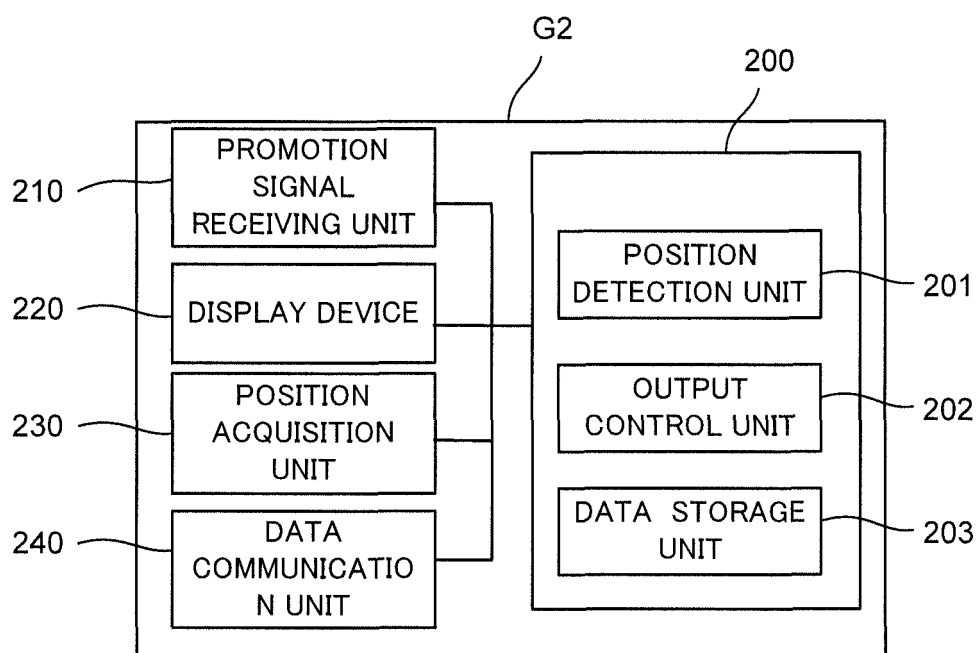 G2
200
PROMOTION
SIGNAL
RECEIVING UNIT
210
DISPLAY DEVICE
220
POSITION
ACQUISITION
UNIT
230
DATA
COMMUNICATIO
N UNIT
240
POSITION
DETECTION UNIT
201
OUTPUT
CONTROL UNIT
202
DATA STORAGE
UNIT
203